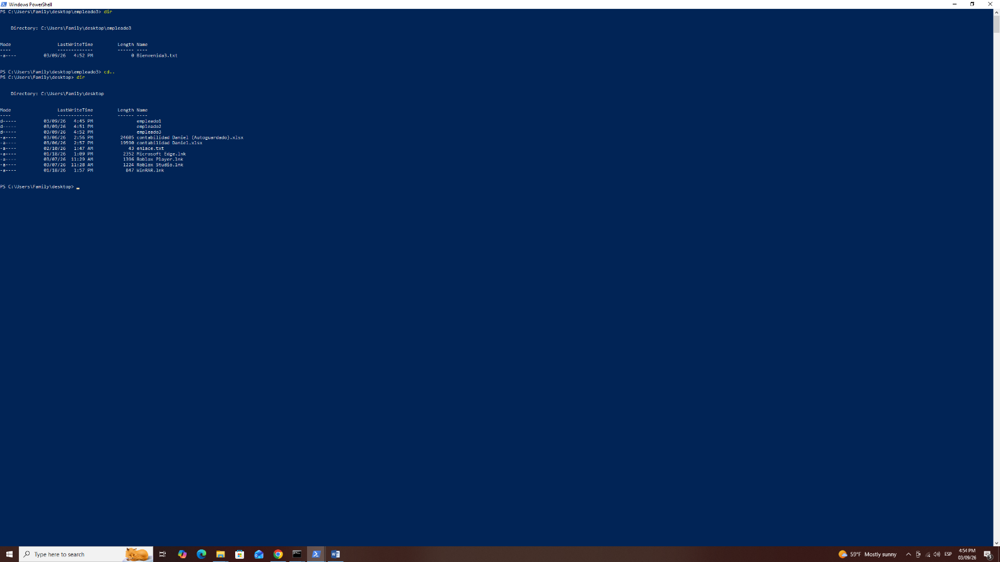 Windows PowerShell
PS C:\Users\Family\desktop\empleado3> dir
Directory: C:\Users\Family\desktop\empleado3
Mode LastWriteTime Length Name
---- ------------- ------ ----
-a---- 03/09/26 4:52 PM 0 Bienvenida3.txt
PS C:\Users\Family\desktop\empleado3> cd..
PS C:\Users\Family\desktop> dir
Directory: C:\Users\Family\desktop
Mode LastWriteTime Length Name
---- ------------- ------ ----
d----- 03/09/26 4:45 PM empleado1
d----- 03/09/26 4:51 PM empleado2
d----- 03/09/26 4:52 PM empleado3
-a---- 03/06/26 2:56 PM 24605 contabilidad Daniel (Autoguardado).xlsx
-a---- 03/06/26 2:57 PM 19590 contabilidad Daniel.xlsx
-a---- 02/10/26 1:47 AM 43 enlace.txt
-a---- 01/18/26 1:09 PM 2352 Microsoft Edge.lnk
-a---- 03/07/26 11:29 AM 1396 Roblox Player.lnk
-a---- 03/07/26 11:28 AM 1224 Roblox Studio.lnk
-a---- 01/18/26 1:57 PM 847 WinRAR.lnk
PS C:\Users\Family\desktop> _
Type here to search
59°F Mostly sunny
ESP
4:54 PM
03/09/26
3